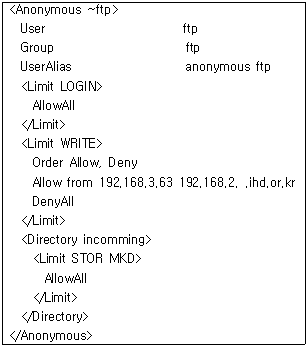 <Anonymous ~ftp>
User ftp
Group ftp
UserAlias anonymous ftp
<Limit LOGIN>
AllowAll
</Limit>
<Limit WRITE>
Order Allow, Deny
Allow from 192,168,3,63 192,168,2, ,ihd,or,kr
DenyAll
</Limit>
<Directory incomming>
<Limit STOR MKD>
AllowAll
</Limit>
</Directory>
</Anonymous>